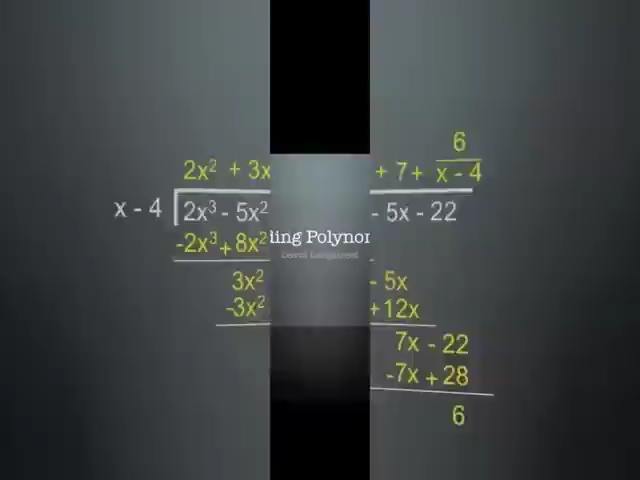 6
2x² + 3x + 7 + x - 4
x - 4 2x³ - 5x² - 5x - 22
-2x³ + 8x²
ling Polynor
3x² - 5x
-3x² +12x
7x - 22
-7x + 28
6